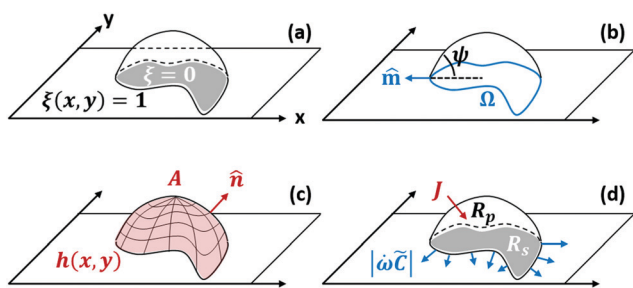 y
(a)
ξ = 0
ξ(x, y) = 1
x
(b)
ψ
m̂
Ω
(c)
A
n̂
h(x, y)
(d)
J
R_p
R_s
|ω̇C̃|